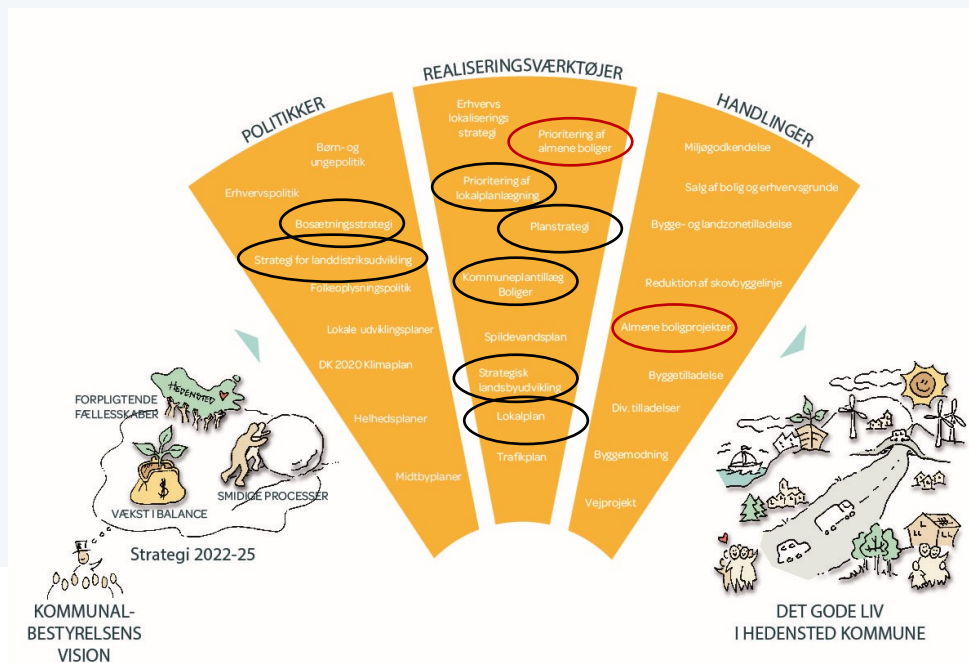 POLITIKKER
Børn- og
ungepolitik
Erhvervspolitik
Bosætningsstrategi
Strategi for landdistriksudvikling
Folkeoplysningspolitik
Lokale udviklingsplaner
DK 2020 Klimaplan
Helhedsplaner
Midtbyplaner
REALISERINGSVÆRKTØJER
Erhvervs
lokaliserings
strategi
Prioritering af
almene boliger
Prioritering af
lokalplanlægning
Planstrategi
Kommuneplantillæg
Boliger
Spildevandsplan
Strategisk
landsbyudvikling
Lokalplan
Trafikplan
HANDLINGER
Miljøgodkendelse
Salg af bolig og erhvervsgrunde
Bygge- og landzonetilladelse
Reduktion af skovbyggelinje
Almene boligprojekter
Byggetilladelse
Div. tilladelser
Byggemodning
Vejprojekt
HEDENSTED
FORPLIGTENDE
FÆLLESSKABER
$
SMIDIGE PROCESSER
VÆKST I BALANCE
Strategi 2022-25
KOMMUNAL-
BESTYRELSENS
VISION
DET GODE LIV
I HEDENSTED KOMMUNE